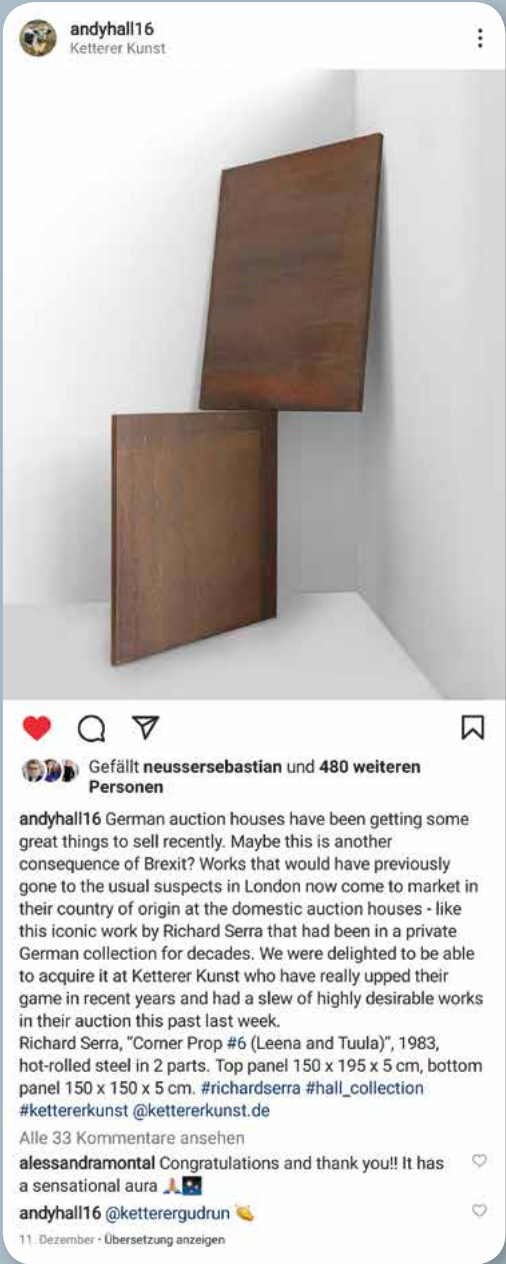 andyhall16
Ketterer Kunst
Gefällt neussersebastian und 480 weiteren
Personen
andyhall16 German auction houses have been getting some
great things to sell recently. Maybe this is another
consequence of Brexit? Works that would have previously
gone to the usual suspects in London now come to market in
their country of origin at the domestic auction houses - like
this iconic work by Richard Serra that had been in a private
German collection for decades. We were delighted to be able
to acquire it at Ketterer Kunst who have really upped their
game in recent years and had a slew of highly desirable works
in their auction this past last week.
Richard Serra, "Corner Prop #6 (Leena and Tuula)", 1983,
hot-rolled steel in 2 parts. Top panel 150 x 195 x 5 cm, bottom
panel 150 x 150 x 5 cm. #richardserra #hall_collection
#kettererkunst @kettererkunst.de
Alle 33 Kommentare ansehen
alessandramontal Congratulations and thank you!! It has
a sensational aura 🙏🌠
andyhall16 @ketterergudrun 👏
11. Dezember • Übersetzung anzeigen